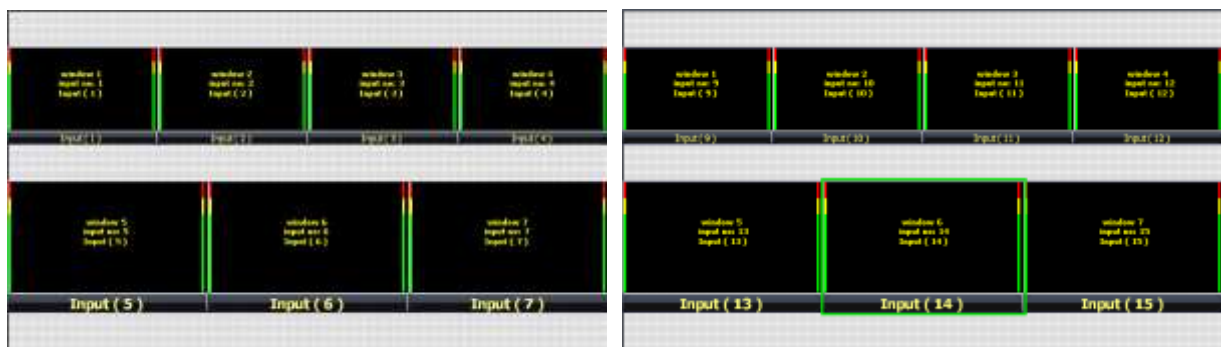 window 1
input no: 1
Input ( 1 )
window 2
input no: 2
Input ( 2 )
window 3
input no: 3
Input ( 3 )
window 4
input no: 4
Input ( 4 )
Input( 1 )
Input( 2 )
Input( 3 )
Input( 4 )
window 5
input no: 5
Input ( 5 )
window 6
input no: 6
Input ( 6 )
window 7
input no: 7
Input ( 7 )
Input ( 5 )
Input ( 6 )
Input ( 7 )
window 1
input no: 9
Input ( 9 )
window 2
input no: 10
Input ( 10 )
window 3
input no: 11
Input ( 11 )
window 4
input no: 12
Input ( 12 )
Input( 9 )
Input( 10 )
Input( 11 )
Input( 12 )
window 5
input no: 13
Input ( 13 )
window 6
input no: 14
Input ( 14 )
window 7
input no: 15
Input ( 15 )
Input ( 13 )
Input ( 14 )
Input ( 15 )